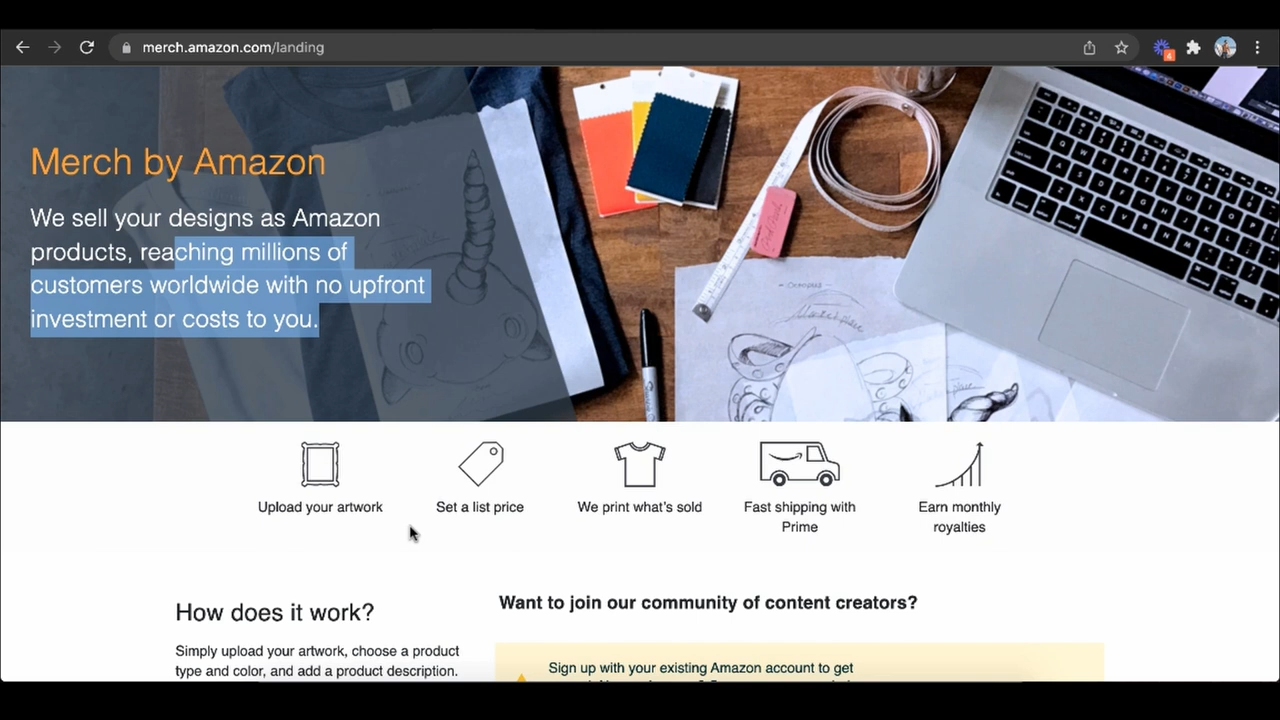 merch.amazon.com/landing
4
Merch by Amazon
We sell your designs as Amazon
products, reaching millions of
customers worldwide with no upfront
investment or costs to you.
Upload your artwork
Set a list price
We print what's sold
Fast shipping with
Prime
Earn monthly
royalties
How does it work?
Simply upload your artwork, choose a product
type and color, and add a product description.
Want to join our community of content creators?
Sign up with your existing Amazon account to get